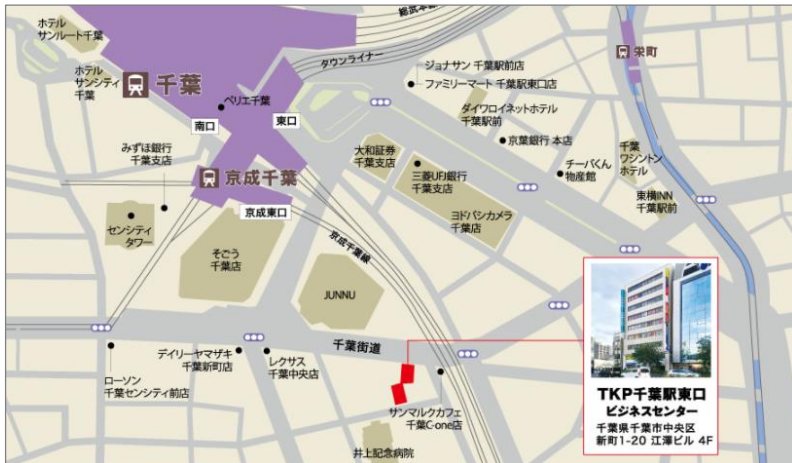 ホテル
サンルート千葉
総武本
タウンライナー
ジョナサン 千葉駅前店
ファミリーマート 千葉駅東口店
栄町
ホテル
サンシティ
千葉
千葉
ペリエ千葉
南口
東口
ダイワロイネットホテル
千葉駅前
京葉銀行 本店
みずほ銀行
千葉支店
大和証券
千葉支店
三菱UFJ銀行
千葉支店
チーバくん
物産館
千葉
ワシントン
ホテル
京成千葉
東横INN
千葉駅前
京成東口
ヨドバシカメラ
千葉店
センシティ
タワー
そごう
千葉店
京成千葉線
JUNNU
千葉街道
デイリーヤマザキ
千葉新町店
レクサス
千葉中央店
ローソン
千葉センシティ前店
サンマルクカフェ
千葉C-one店
井上記念病院
TKP千葉駅東口
ビジネスセンター
千葉県千葉市中央区
新町1-20 江澤ビル 4F